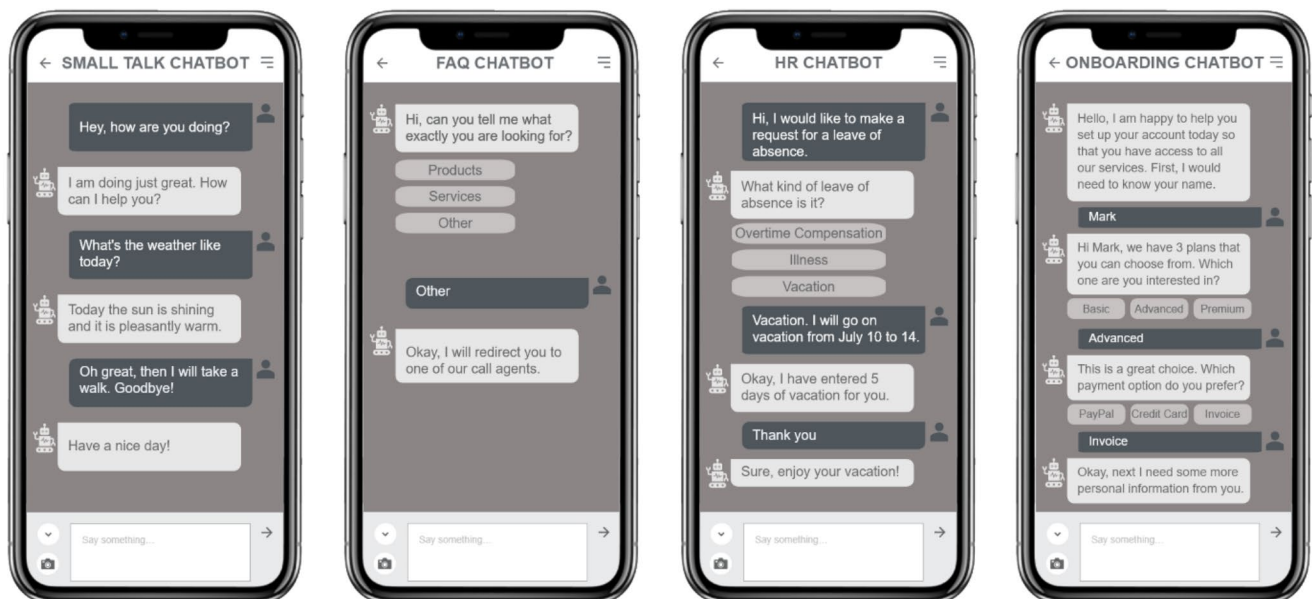 SMALL TALK CHATBOT
Hey, how are you doing?
I am doing just great. How
can I help you?
What's the weather like
today?
Today the sun is shining
and it is pleasantly warm.
Oh great, then I will take a
walk. Goodbye!
Have a nice day!
Say something...
FAQ CHATBOT
Hi, can you tell me what
exactly you are looking for?
Products
Services
Other
Other
Okay, I will redirect you to
one of our call agents.
Say something...
HR CHATBOT
Hi, I would like to make a
request for a leave of
absence.
What kind of leave of
absence is it?
Overtime Compensation
Illness
Vacation
Vacation. I will go on
vacation from July 10 to 14.
Okay, I have entered 5
days of vacation for you.
Thank you
Sure, enjoy your vacation!
Say something...
ONBOARDING CHATBOT
Hello, I am happy to help you
set up your account today so
that you have access to all
our services. First, I would
need to know your name.
Mark
Hi Mark, we have 3 plans that
you can choose from. Which
one are you interested in?
Basic Advanced Premium
Advanced
This is a great choice. Which
payment option do you prefer?
PayPal Credit Card Invoice
Invoice
Okay, next I need some more
personal information from you.
Say something...